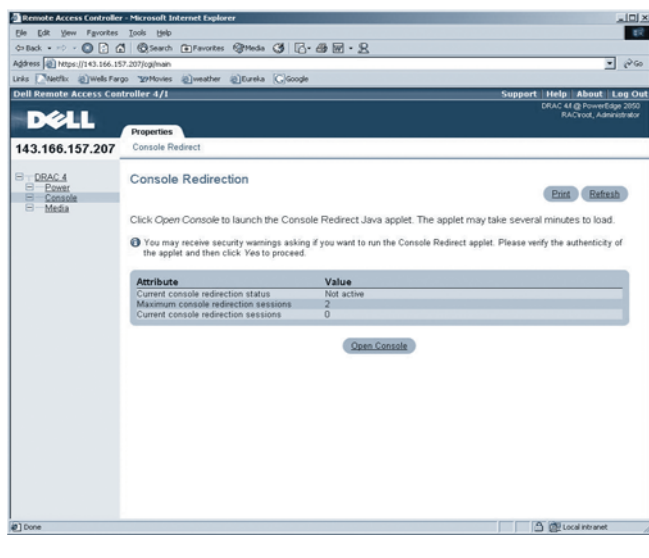 Remote Access Controller - Microsoft Internet Explorer
File Edit View Favorites Tools Help
Back Search Favorites Media
Address https://143.166.157.207/cgi/main Go
Links Netflix Wells Fargo Movies weather Eureka Google
Dell Remote Access Controller 4/I Support Help About Log Out
DELL
DRAC 4/I @ PowerEdge 2850
RAC\root, Administrator
Properties
143.166.157.207 Console Redirect
DRAC 4
Power
Console
Media
Console Redirection
Print Refresh
Click Open Console to launch the Console Redirect Java applet. The applet may take several minutes to load.
You may receive security warnings asking if you want to run the Console Redirect applet. Please verify the authenticity of
the applet and then click Yes to proceed.
Attribute Value
Current console redirection status Not active
Maximum console redirection sessions 2
Current console redirection sessions 0
Open Console
Done Local intranet